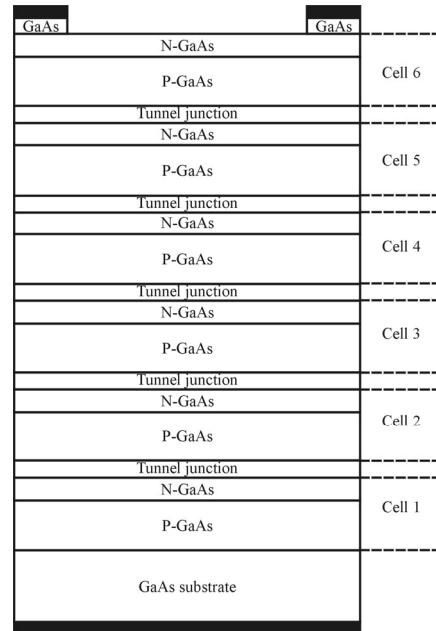 GaAs GaAs
N-GaAs
P-GaAs
Cell 6
Tunnel junction
N-GaAs
P-GaAs
Cell 5
Tunnel junction
N-GaAs
P-GaAs
Cell 4
Tunnel junction
N-GaAs
P-GaAs
Cell 3
Tunnel junction
N-GaAs
P-GaAs
Cell 2
Tunnel junction
N-GaAs
P-GaAs
Cell 1
GaAs substrate